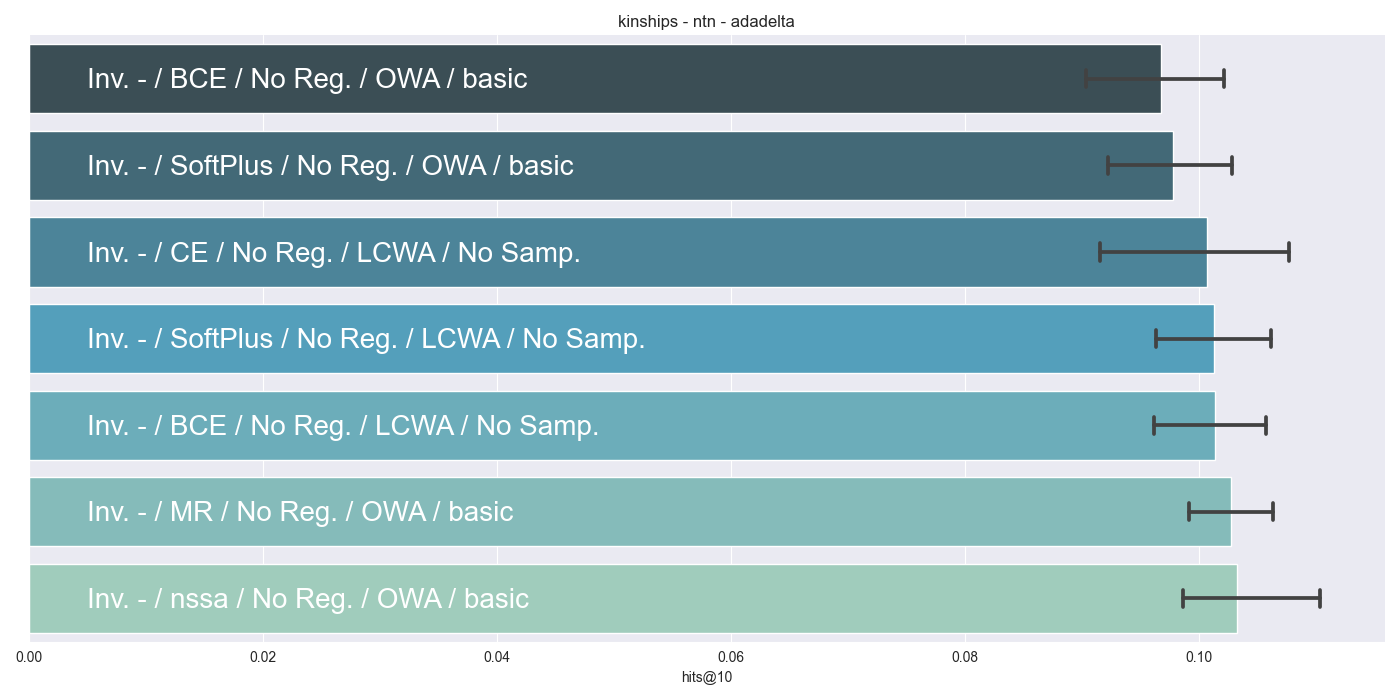 kinships - ntn - adadelta
Inv. - / BCE / No Reg. / OWA / basic
Inv. - / SoftPlus / No Reg. / OWA / basic
Inv. - / CE / No Reg. / LCWA / No Samp.
Inv. - / SoftPlus / No Reg. / LCWA / No Samp.
Inv. - / BCE / No Reg. / LCWA / No Samp.
Inv. - / MR / No Reg. / OWA / basic
Inv. - / nssa / No Reg. / OWA / basic
0.00 0.02 0.04 0.06 0.08 0.10
hits@10